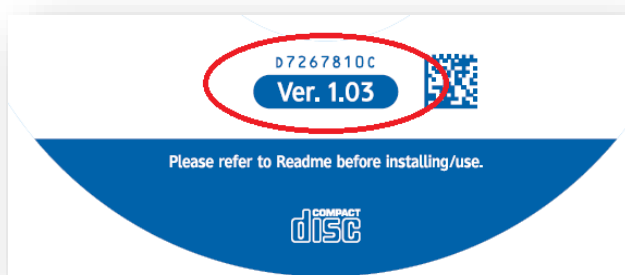 D7267810C
Ver. 1.03
Please refer to Readme before installing/use.
COMPACT
disc